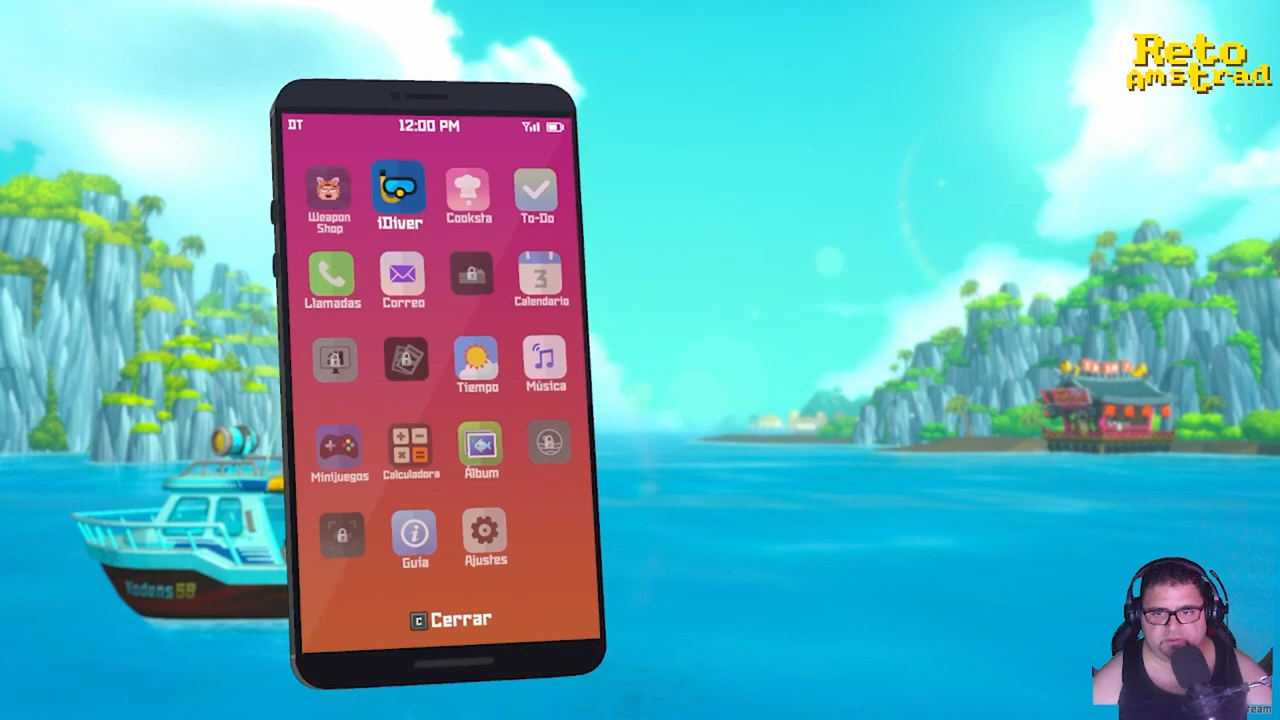 Reto
Amstrad
DT 12:00 PM
Weapon
Shop
iDiver
Cooksta
To-Do
Llamadas
Correo
3
Calendario
Tiempo
Música
Minijuegos
Calculadora
Álbum
Guía
Ajustes
C Cerrar